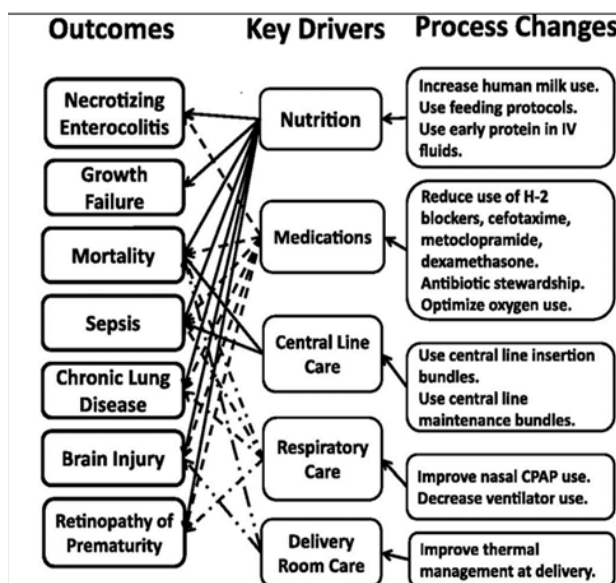 Outcomes
Key Drivers
Process Changes
Necrotizing
Enterocolitis
Growth
Failure
Mortality
Sepsis
Chronic Lung
Disease
Brain Injury
Retinopathy of
Prematurity
Nutrition
Medications
Central Line
Care
Respiratory
Care
Delivery
Room Care
Increase human milk use.
Use feeding protocols.
Use early protein in IV
fluids.
Reduce use of H-2
blockers, cefotaxime,
metoclopramide,
dexamethasone.
Antibiotic stewardship.
Optimize oxygen use.
Use central line insertion
bundles.
Use central line
maintenance bundles.
Improve nasal CPAP use.
Decrease ventilator use.
Improve thermal
management at delivery.